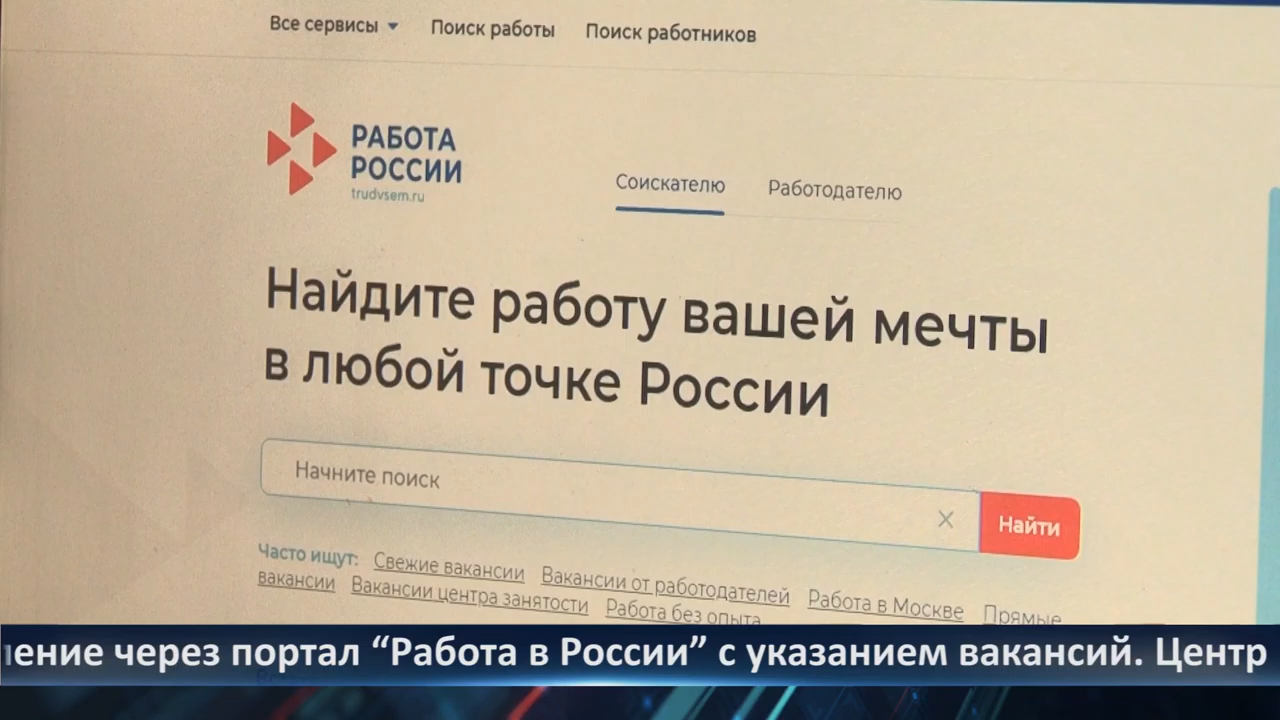 Все сервисы Поиск работы Поиск работников
РАБОТА
РОССИИ
trudvsem.ru
Соискателю Работодателю
Найдите работу вашей мечты
в любой точке России
Начните поиск
Найти
Часто ищут: Свежие вакансии Вакансии от работодателей Работа в Москве Прямые
вакансии Вакансии центра занятости Работа без опыта
через портал “Работа в России” с указанием вакансий. Центр